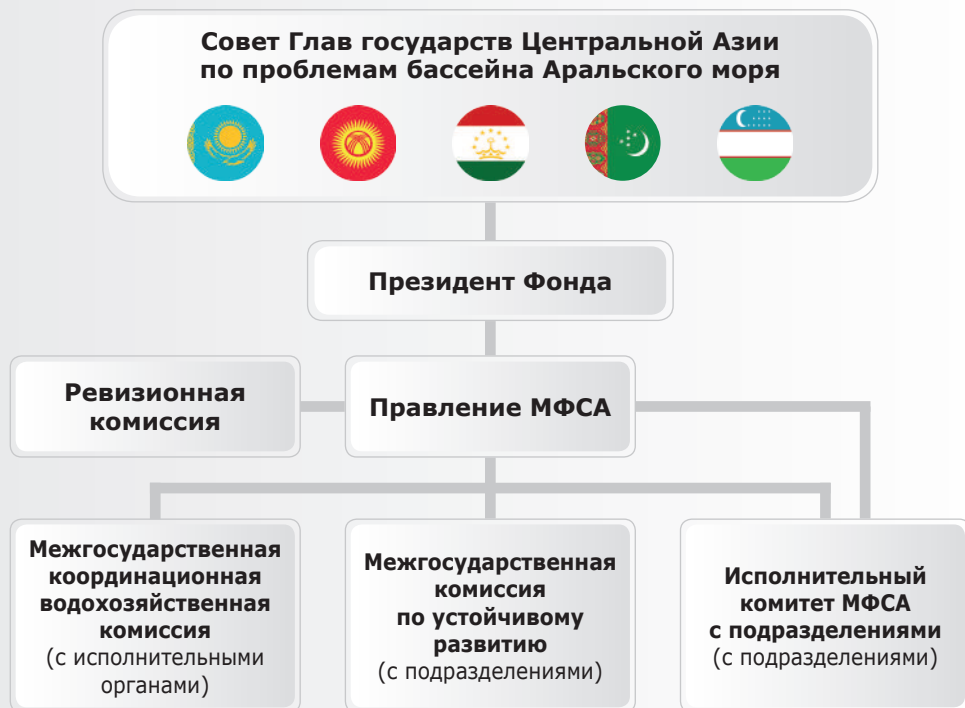 Совет Глав государств Центральной Азии
по проблемам бассейна Аральского моря
Президент Фонда
Ревизионная
комиссия
Правление МФСА
Межгосударственная
координационная
водохозяйственная
комиссия
(с исполнительными
органами)
Межгосударственная
комиссия
по устойчивому
развитию
(с подразделениями)
Исполнительный
комитет МФСА
с подразделениями
(с подразделениями)